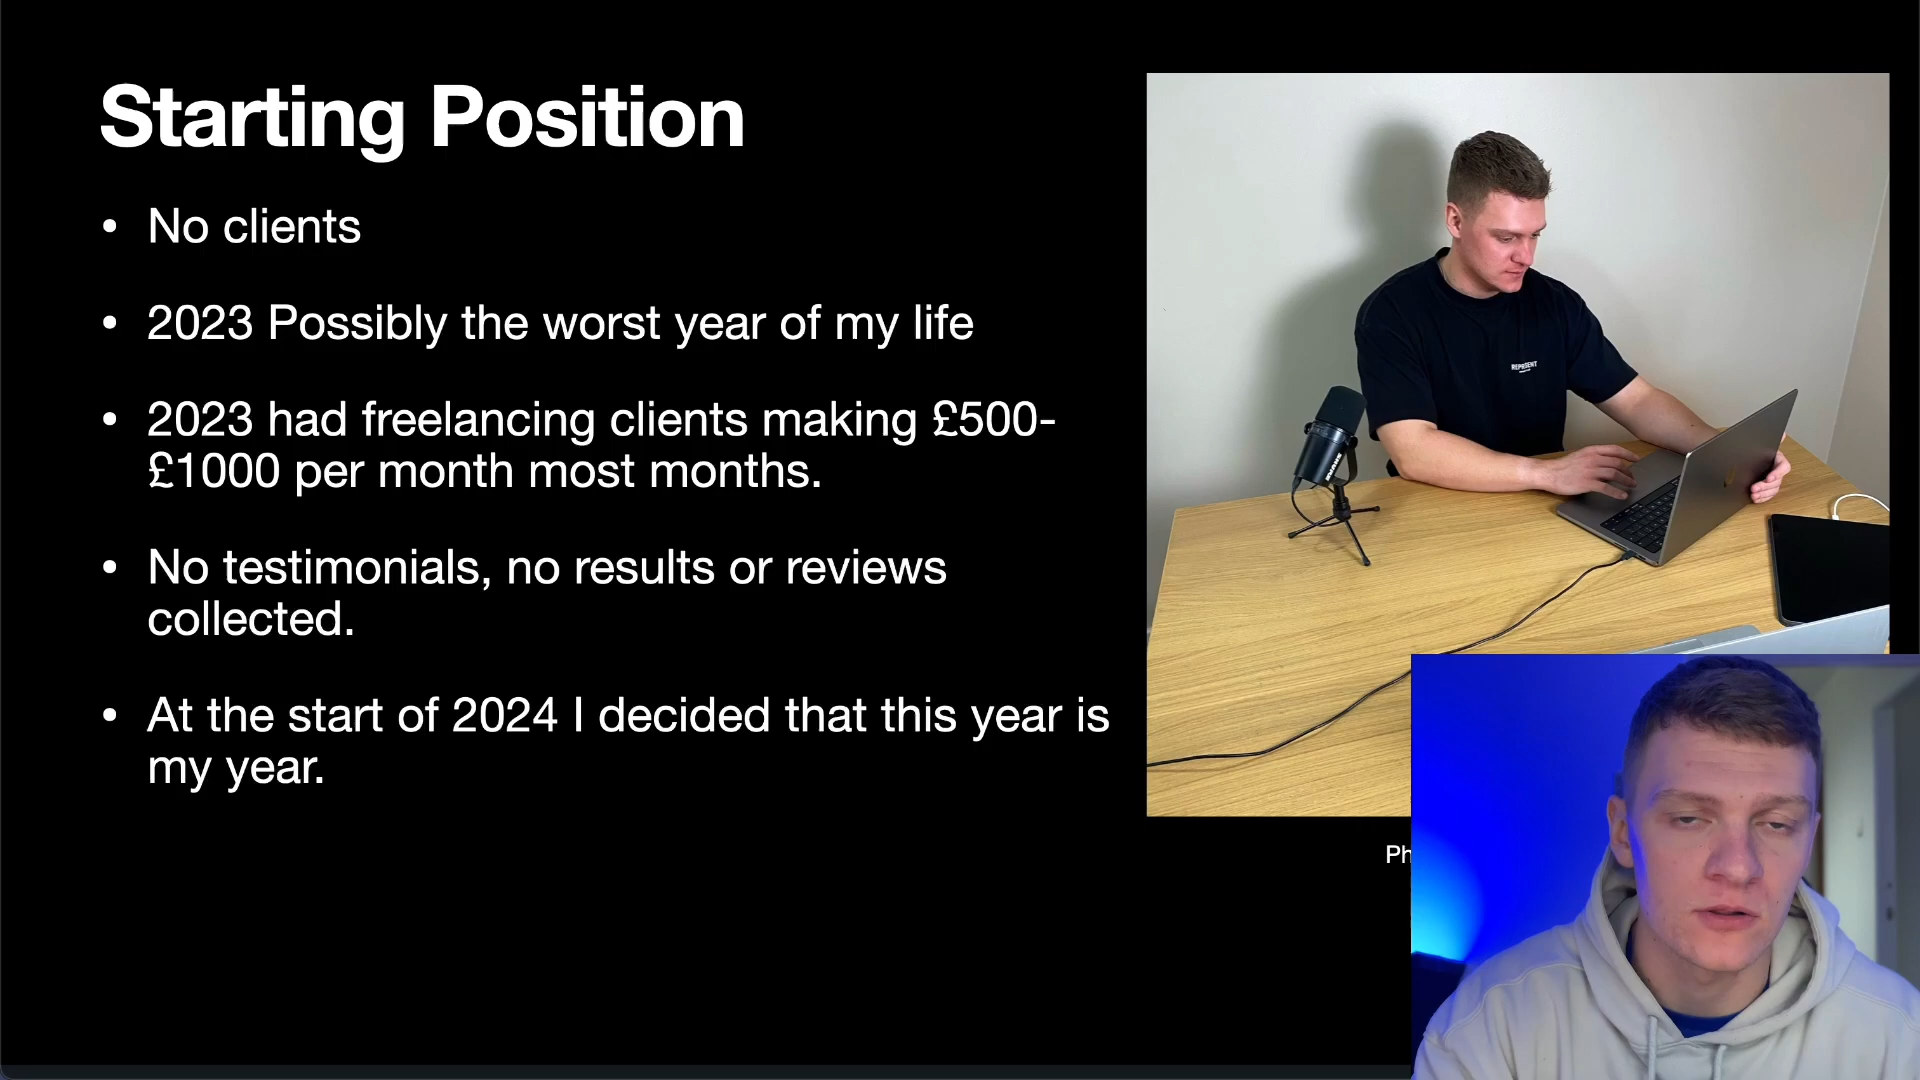 Starting Position
• No clients
• 2023 Possibly the worst year of my life
• 2023 had freelancing clients making £500-
£1000 per month most months.
• No testimonials, no results or reviews
collected.
• At the start of 2024 I decided that this year is
my year.
REPRESENT
SHURE
Ph